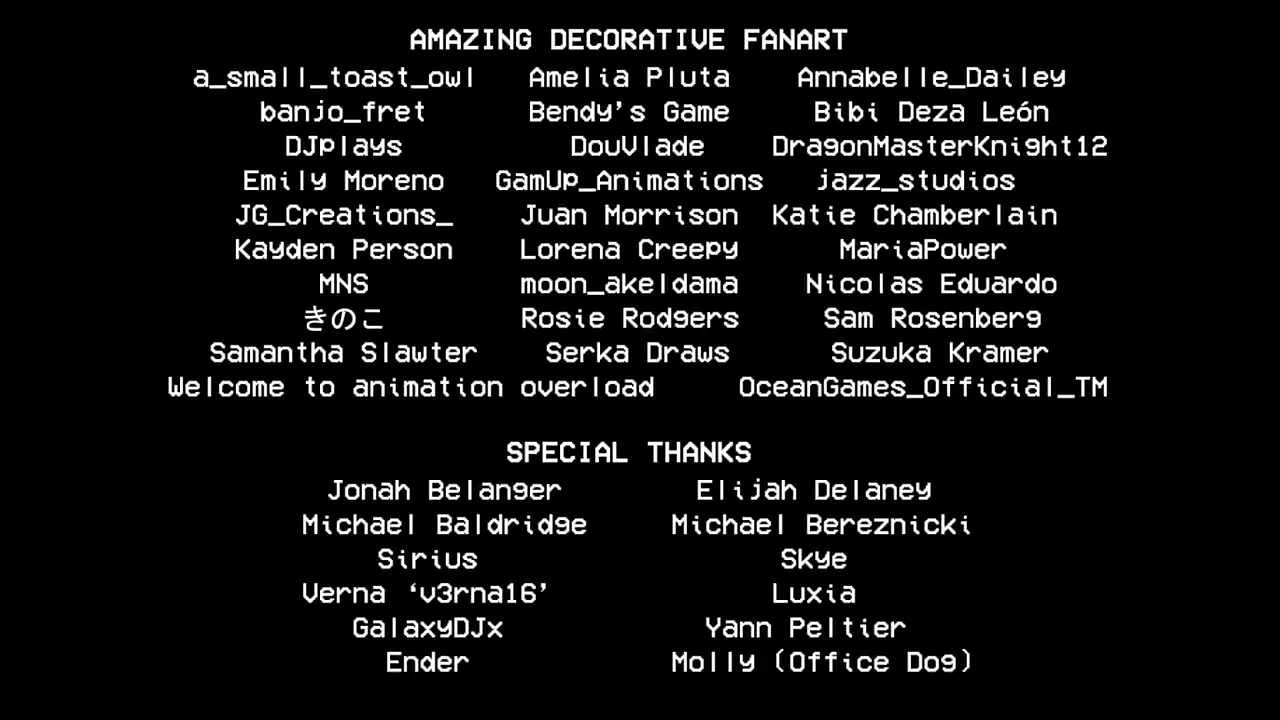 AMAZING DECORATIVE FANART
a_small_toast_owl Amelia Pluta Annabelle_Dailey
banjo_fret Bendy's Game Bibi Deza León
DJplays DouVlade DragonMasterKnight12
Emily Moreno GamUp_Animations jazz_studios
JG_Creations_ Juan Morrison Katie Chamberlain
Kayden Person Lorena Creepy MariaPower
MNS moon_akeldama Nicolas Eduardo
きのこ Rosie Rodgers Sam Rosenberg
Samantha Slawter Serka Draws Suzuka Kramer
Welcome to animation overload OceanGames_Official_TM
SPECIAL THANKS
Jonah Belanger Elijah Delaney
Michael Baldridge Michael Bereznicki
Sirius Skye
Verna ‘v3rna16’ Luxia
GalaxyDJx Yann Peltier
Ender Molly (Office Dog)